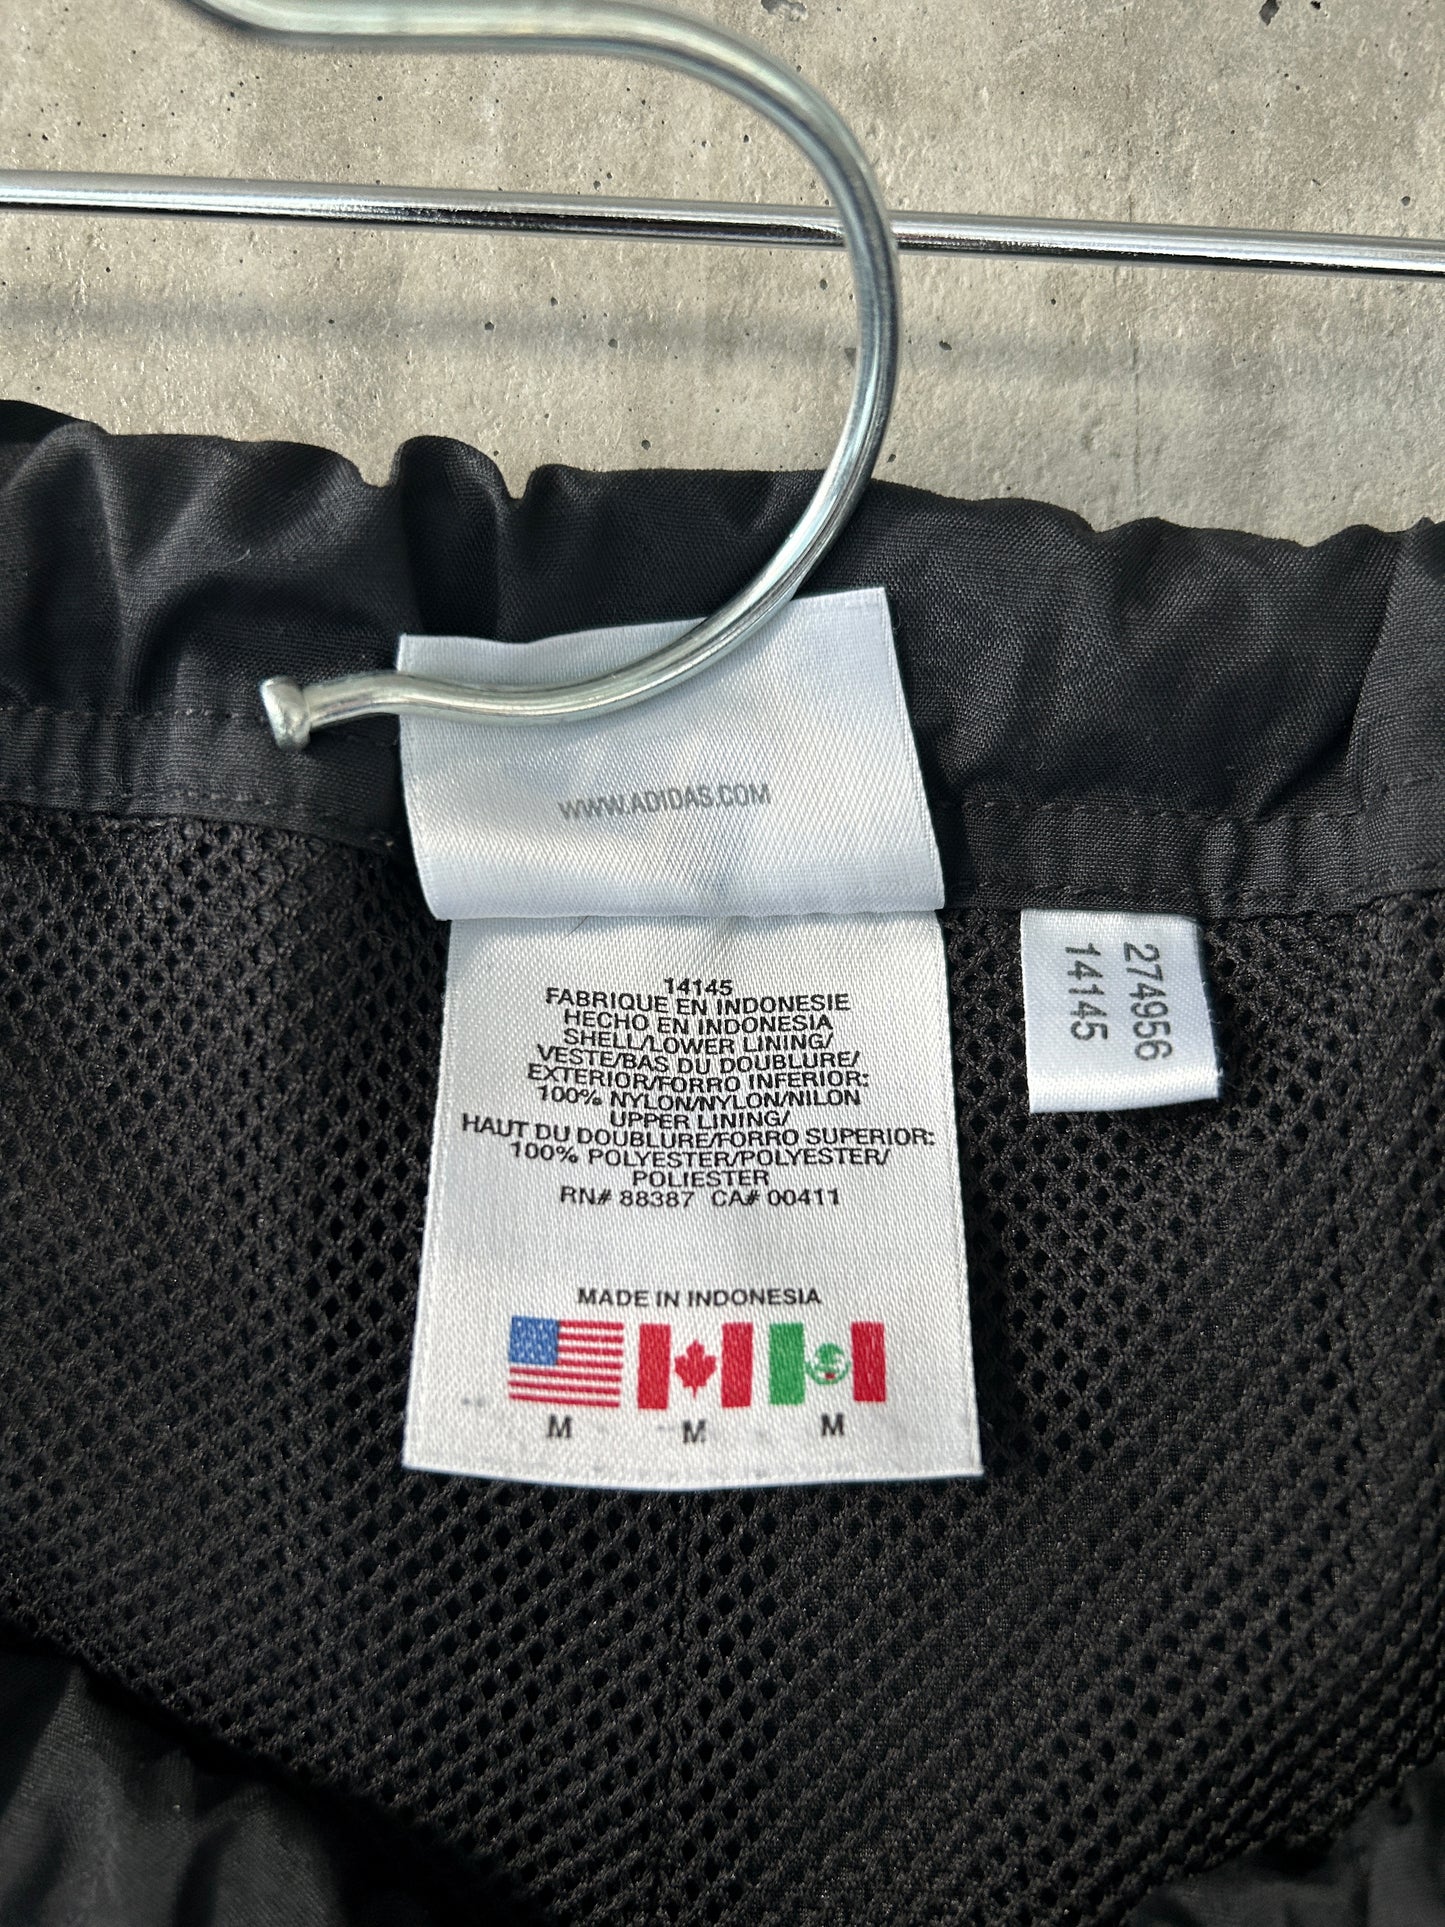 WWW.ADIDAS.COM
14145
FABRIQUE EN INDONESIE
HECHO EN INDONESIA
SHELL/LOWER LINING/
VESTE/BAS DU DOUBLURE/
EXTERIOR/FORRO INFERIOR:
100% NYLON/NYLON/NILON
UPPER LINING/
HAUT DU DOUBLURE/FORRO SUPERIOR:
100% POLYESTER/POLYESTER/
POLIESTER
RN# 88387 CA# 00411
MADE IN INDONESIA
M M M
274956
14145